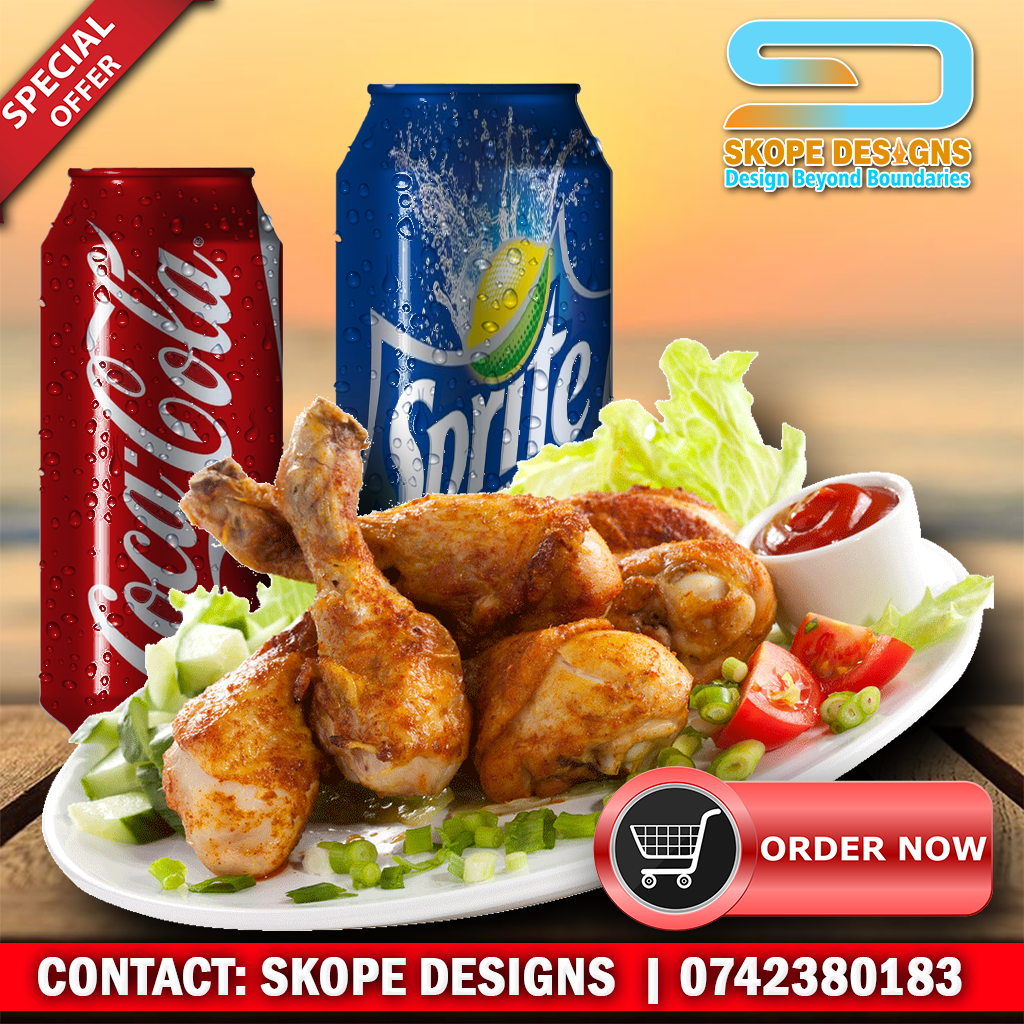 SPECIAL
OFFER
SKOPE DESIGNS
Design Beyond Boundaries
Coca-Cola®
Sprite
ORDER NOW
CONTACT: SKOPE DESIGNS | 0742380183